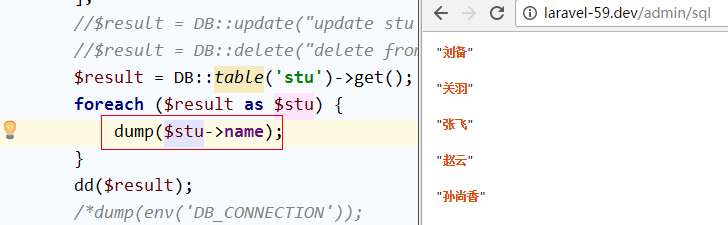 ];
//$result = DB::update("update stu
//$result = DB::delete("delete from
$result = DB::table('stu')->get();
foreach ($result as $stu) {
dump($stu->name);
}
dd($result);
/*dump(env('DB_CONNECTION'));
laravel-59.dev/admin/sql
"刘备"
"关羽"
"张飞"
"赵云"
"孙尚香"